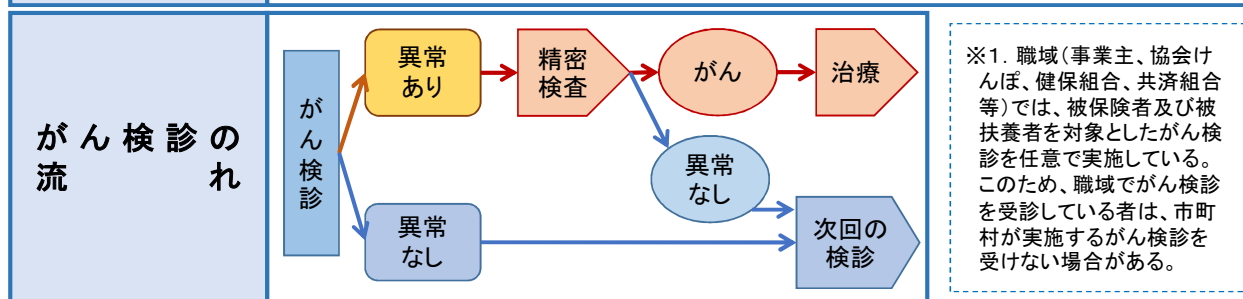 がん検診の
流れ
がん検診
異常
あり
精密
検査
がん
治療
異常
なし
異常
なし
次回の
検診
※1. 職域(事業主、協会け
んぽ、健保組合、共済組合
等)では、被保険者及び被
扶養者を対象としたがん検
診を任意で実施している。
このため、職域でがん検診
を受診している者は、市町
村が実施するがん検診を
受けない場合がある。